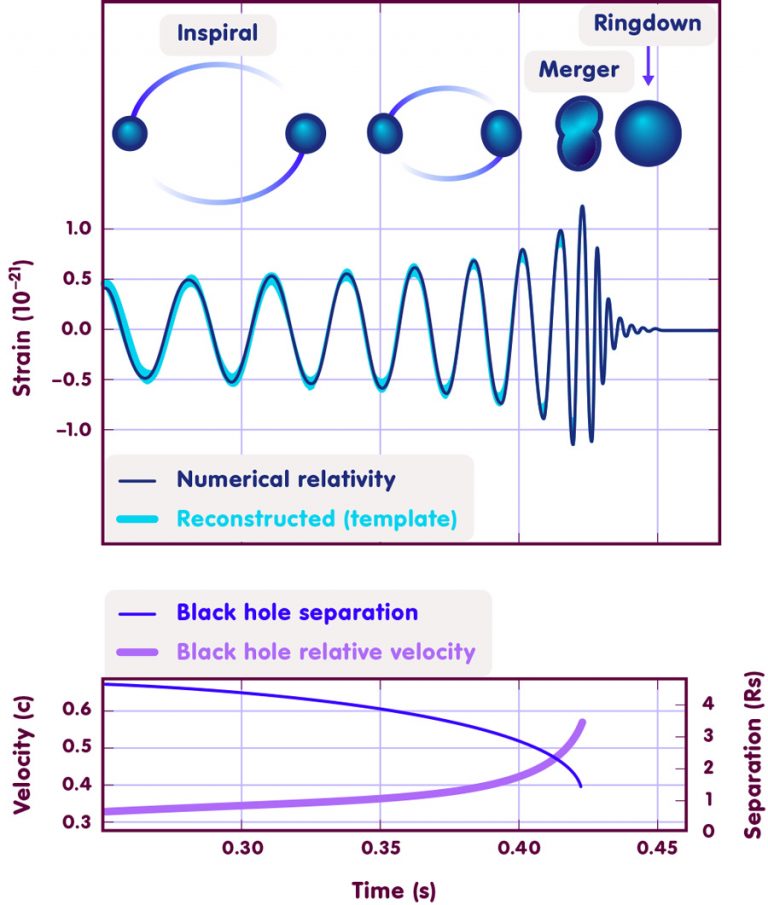 Ringdown
Inspiral
Merger
1.0
0.5
0.0
−0.5
−1.0
Strain (10⁻²¹)
Numerical relativity
Reconstructed (template)
Black hole separation
Black hole relative velocity
Velocity (c)
0.6
0.5
0.4
0.3
4
3
2
1
0
Separation (Rs)
0.30 0.35 0.40 0.45
Time (s)